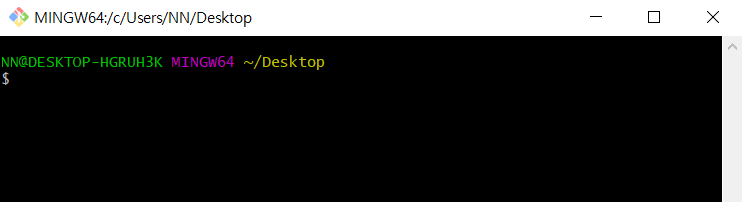 MINGW64:/c/Users/NN/Desktop
NN@DESKTOP-HGRUH3K MINGW64 ~/Desktop
$